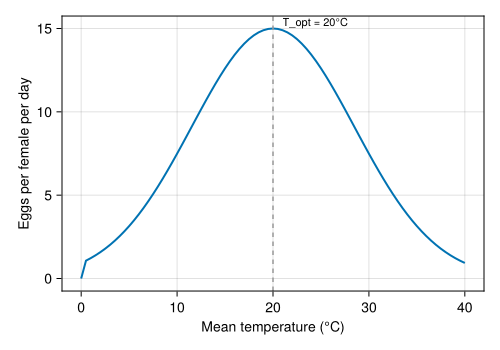 T_opt = 20°C
15
10
5
0
Eggs per female per day
0 10 20 30 40
Mean temperature (°C)